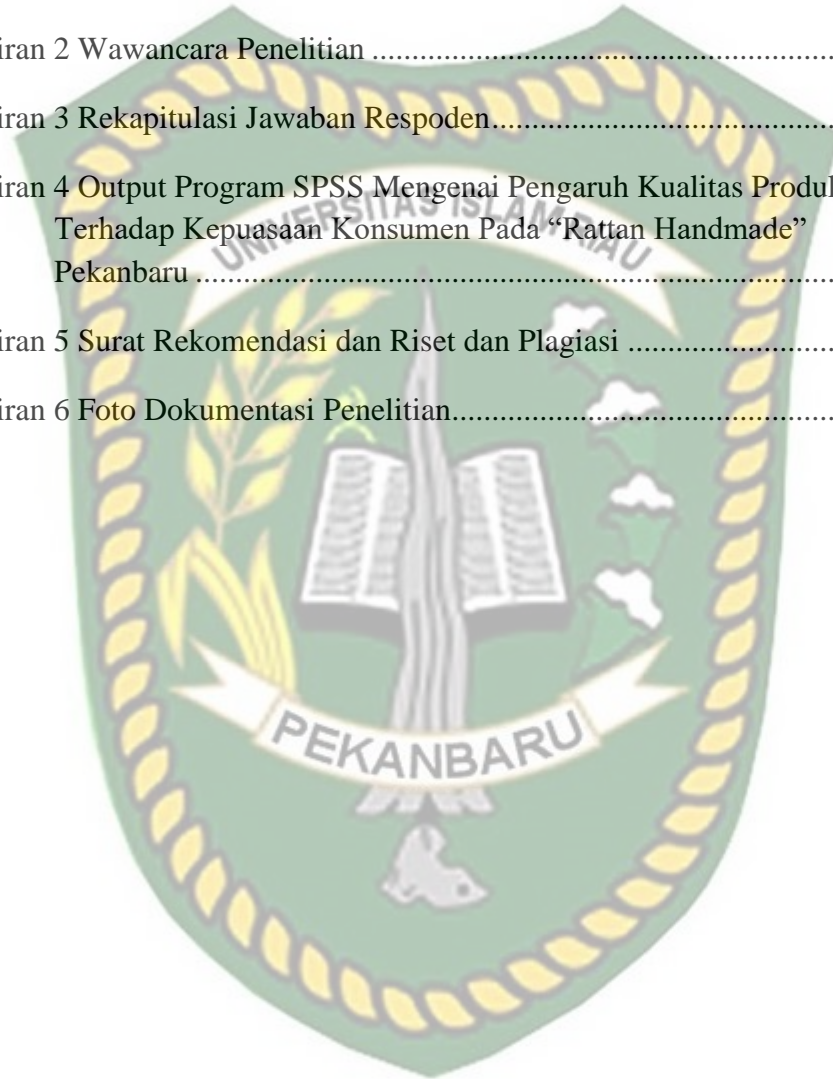 iran 2 Wawancara Penelitian ..........................................................
iran 3 Rekapitulasi Jawaban Respoden..........................................
iran 4 Output Program SPSS Mengenai Pengaruh Kualitas Produk
Terhadap Kepuasaan Konsumen Pada “Rattan Handmade”
Pekanbaru ..................................................................................
iran 5 Surat Rekomendasi dan Riset dan Plagiasi ..........................
iran 6 Foto Dokumentasi Penelitian................................................
UNIVERSITAS ISLAM RIAU
PEKANBARU